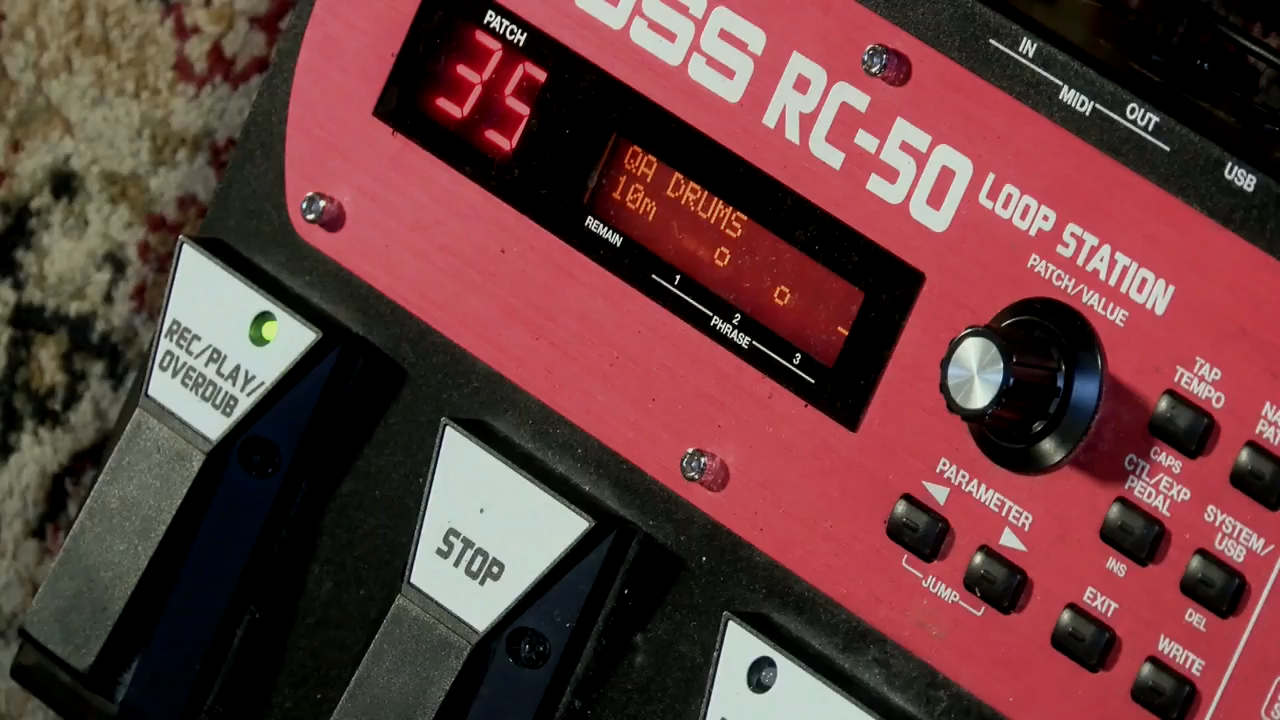 PATCH
35
BOSS RC-50
LOOP STATION
IN
MIDI
OUT
USB
QA DRUMS
10m
REMAIN
1
2
3
PHRASE
PATCH/VALUE
TAP
TEMPO
CAPS
CTL/EXP
PEDAL
INS
PARAMETER
JUMP
SYSTEM/
USB
DEL
EXIT
WRITE
REC/PLAY/
OVERDUB
STOP